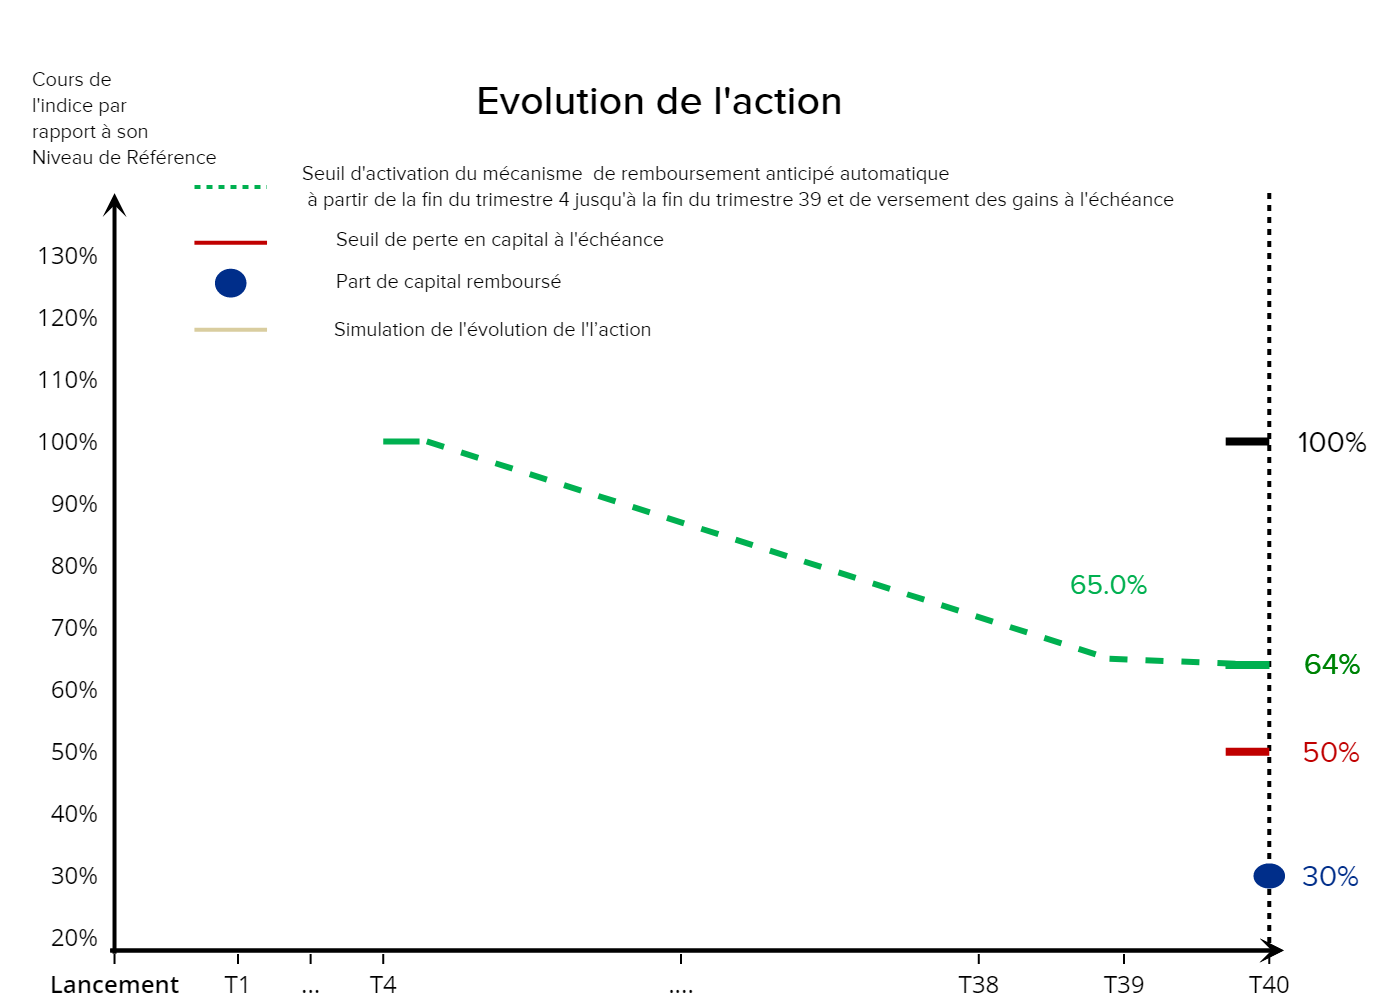 Cours de
l'indice par
rapport à son
Niveau de Référence
Evolution de l'action
Seuil d'activation du mécanisme  de remboursement anticipé automatique
à partir de la fin du trimestre 4 jusqu'à la fin du trimestre 39 et de versement des gains à l'échéance
Seuil de perte en capital à l'échéance
Part de capital remboursé
Simulation de l'évolution de l'l’action
130%
120%
110%
100%
90%
80%
70%
60%
50%
40%
30%
20%
65.0%
100%
64%
50%
30%
Lancement T1 ... T4 .... T38 T39 T40